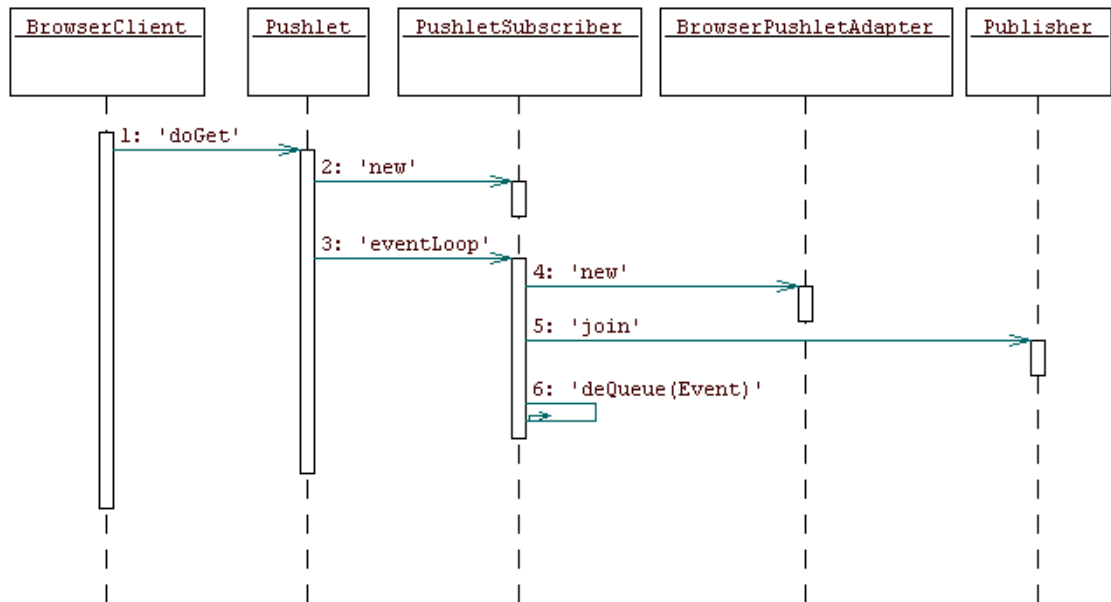 BrowserClient
Pushlet
PushletSubscriber
BrowserPushletAdapter
Publisher
1: 'doGet'
2: 'new'
3: 'eventLoop'
4: 'new'
5: 'join'
6: 'deQueue(Event)'